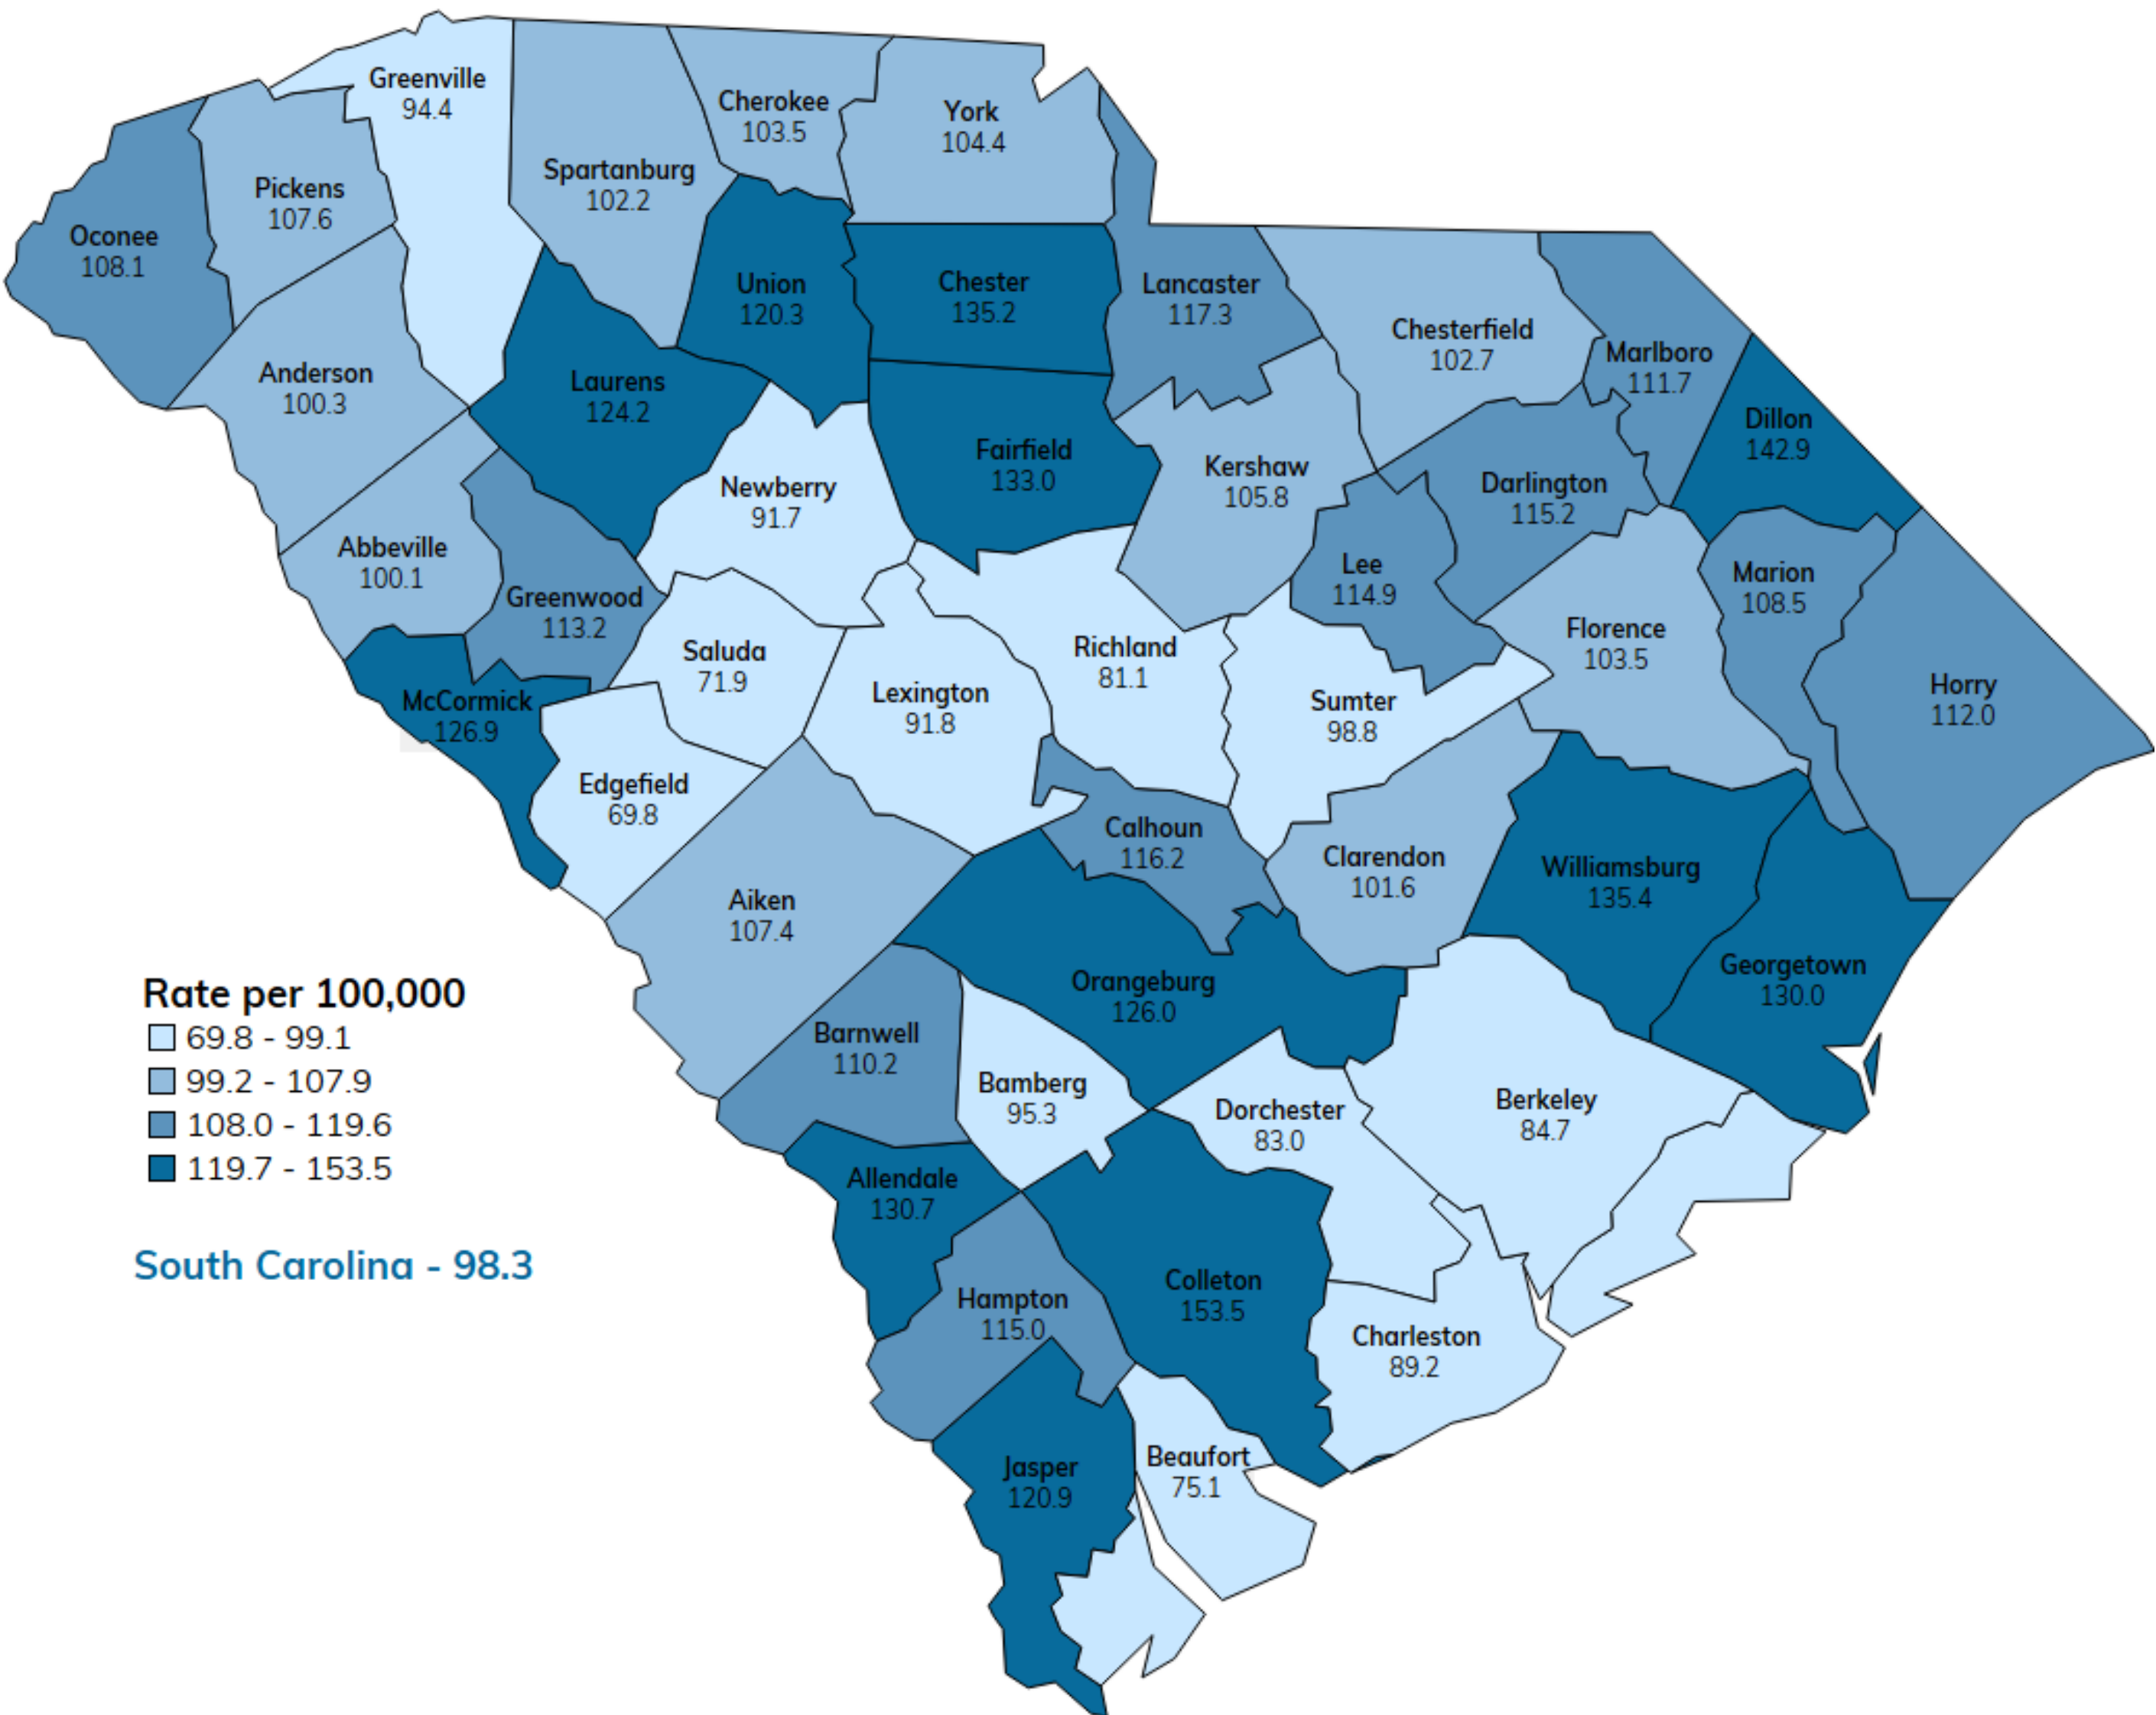 Greenville
94.4
Cherokee
103.5
York
104.4
Spartanburg
102.2
Pickens
107.6
Oconee
108.1
Union
120.3
Chester
135.2
Lancaster
117.3
Chesterfield
102.7
Marlboro
111.7
Anderson
100.3
Laurens
124.2
Dillon
142.9
Fairfield
133.0
Kershaw
105.8
Newberry
91.7
Darlington
115.2
Abbeville
100.1
Lee
114.9
Marion
108.5
Greenwood
113.2
Florence
103.5
Saluda
71.9
Richland
81.1
Horry
112.0
Lexington
91.8
McCormick
126.9
Sumter
98.8
Edgefield
69.8
Calhoun
116.2
Clarendon
101.6
Williamsburg
135.4
Aiken
107.4
Georgetown
130.0
Orangeburg
126.0
Barnwell
110.2
Bamberg
95.3
Dorchester
83.0
Berkeley
84.7
Allendale
130.7
Colleton
153.5
Hampton
115.0
Charleston
89.2
Beaufort
75.1
Jasper
120.9
Rate per 100,000
69.8 - 99.1
99.2 - 107.9
108.0 - 119.6
119.7 - 153.5
South Carolina - 98.3